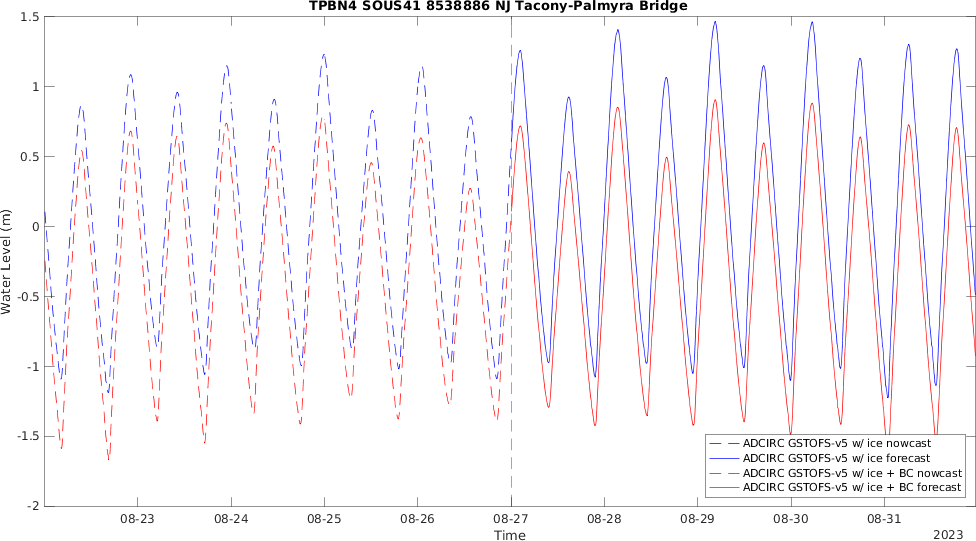 TPBN4 SOUS41 8538886 NJ Tacony-Palmyra Bridge
1.5
1
0.5
0
-0.5
-1
-1.5
-2
Water Level (m)
08-23 08-24 08-25 08-26 08-27 08-28 08-29 08-30 08-31
Time
2023
ADCIRC GSTOFS-v5 w/ ice nowcast
ADCIRC GSTOFS-v5 w/ ice forecast
ADCIRC GSTOFS-v5 w/ ice + BC nowcast
ADCIRC GSTOFS-v5 w/ ice + BC forecast